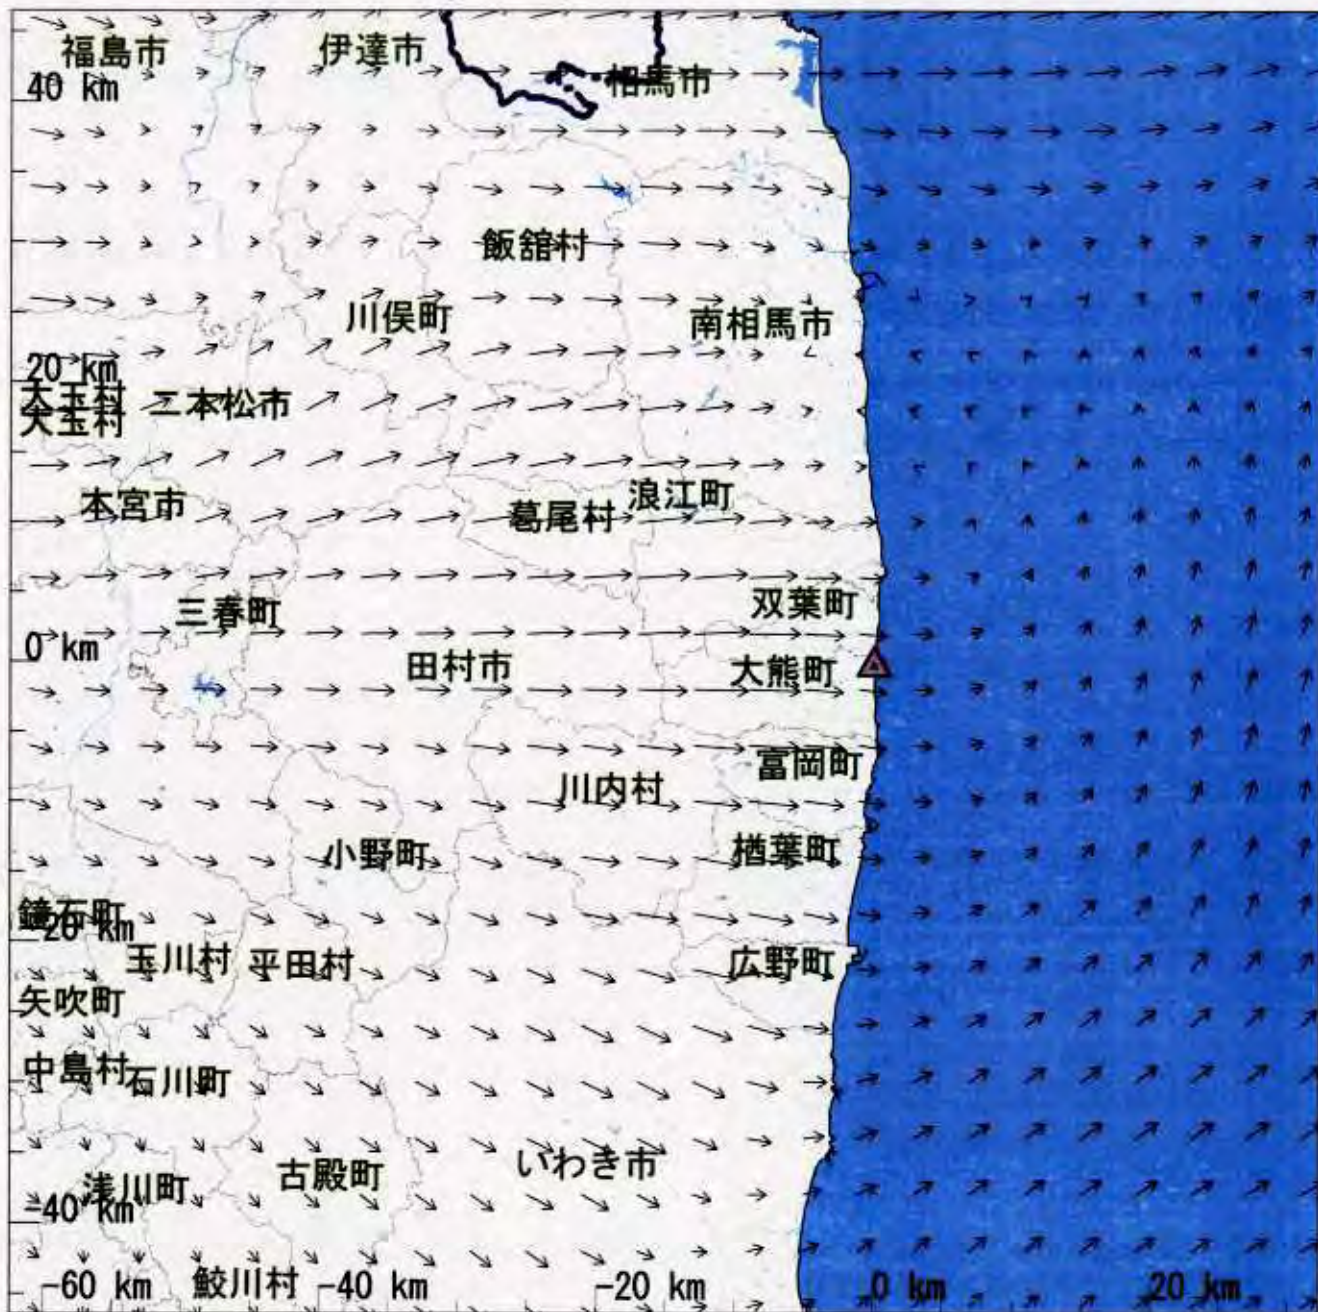 福島市
伊達市
40 km
相馬市
飯舘村
川俣町
南相馬市
20 km
大玉村
二本松市
大玉村
本宮市
浪江町
葛尾村
双葉町
三春町
0 km
田村市
大熊町
富岡町
川内村
小野町
楢葉町
鏡石町
-20 km
玉川村
平田村
広野町
矢吹町
中島村
石川町
いわき市
古殿町
浅川町
-40 km
-60 km
鮫川村
-40 km
-20 km
0 km
20 km